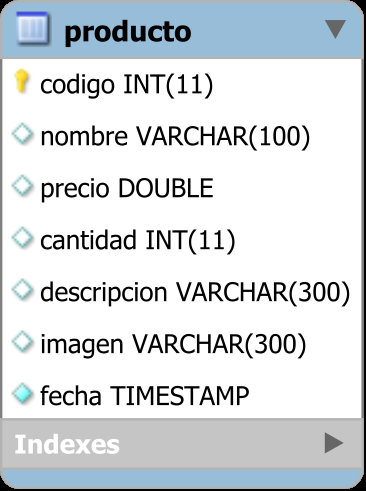 producto
codigo INT(11)
nombre VARCHAR(100)
precio DOUBLE
cantidad INT(11)
descripcion VARCHAR(300)
imagen VARCHAR(300)
fecha TIMESTAMP
Indexes